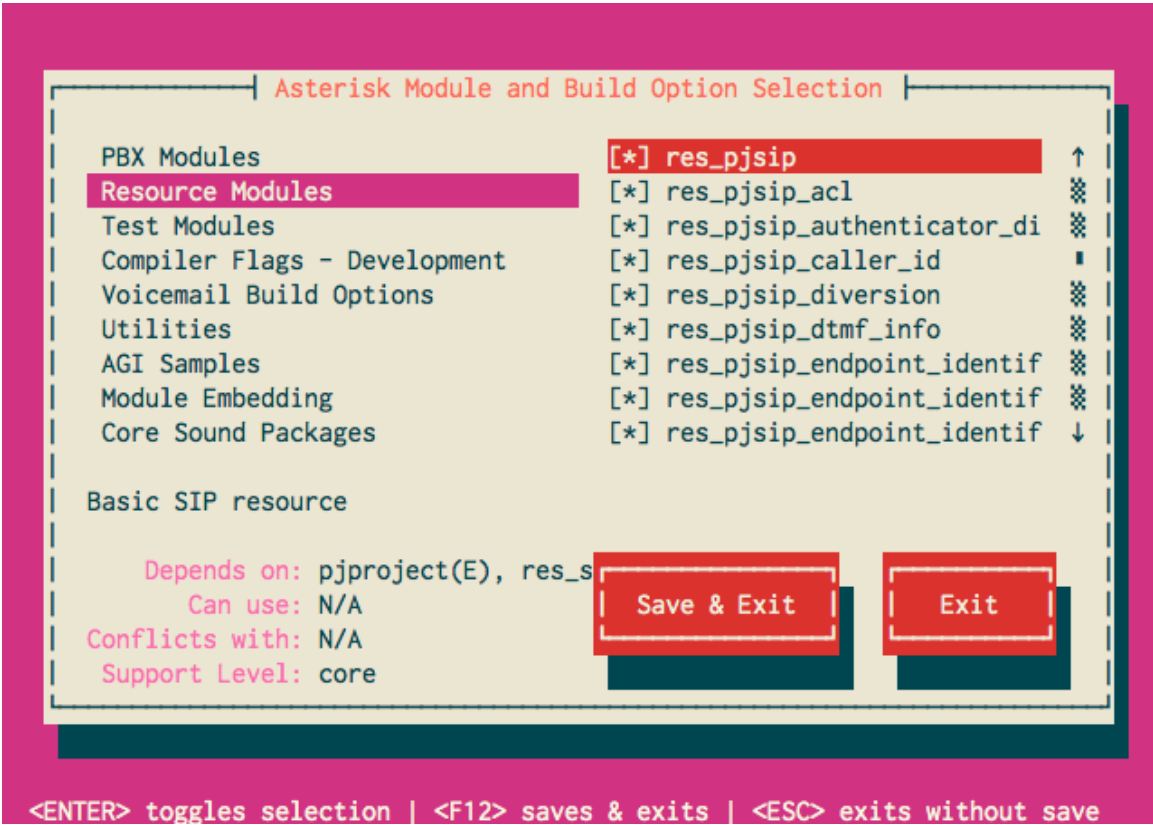 Asterisk Module and Build Option Selection
PBX Modules [*] res_pjsip ↑
Resource Modules [*] res_pjsip_acl
Test Modules [*] res_pjsip_authenticator_di
Compiler Flags - Development [*] res_pjsip_caller_id
Voicemail Build Options [*] res_pjsip_diversion
Utilities [*] res_pjsip_dtmf_info
AGI Samples [*] res_pjsip_endpoint_identif
Module Embedding [*] res_pjsip_endpoint_identif
Core Sound Packages [*] res_pjsip_endpoint_identif ↓
Basic SIP resource
Depends on: pjproject(E), res_s
Can use: N/A Save & Exit Exit
Conflicts with: N/A
Support Level: core
<ENTER> toggles selection | <F12> saves & exits | <ESC> exits without save